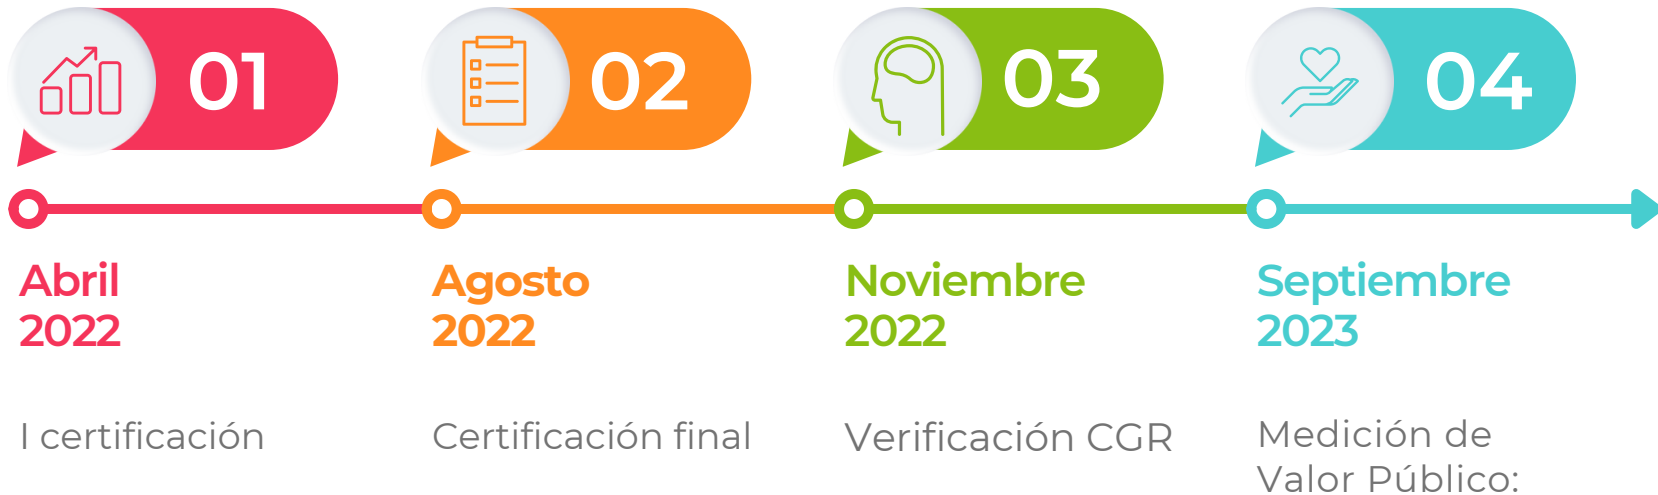 01
02
03
04
Abril
2022
Agosto
2022
Noviembre
2022
Septiembre
2023
I certificación
Certificación final
Verificación CGR
Medición de
Valor Público: